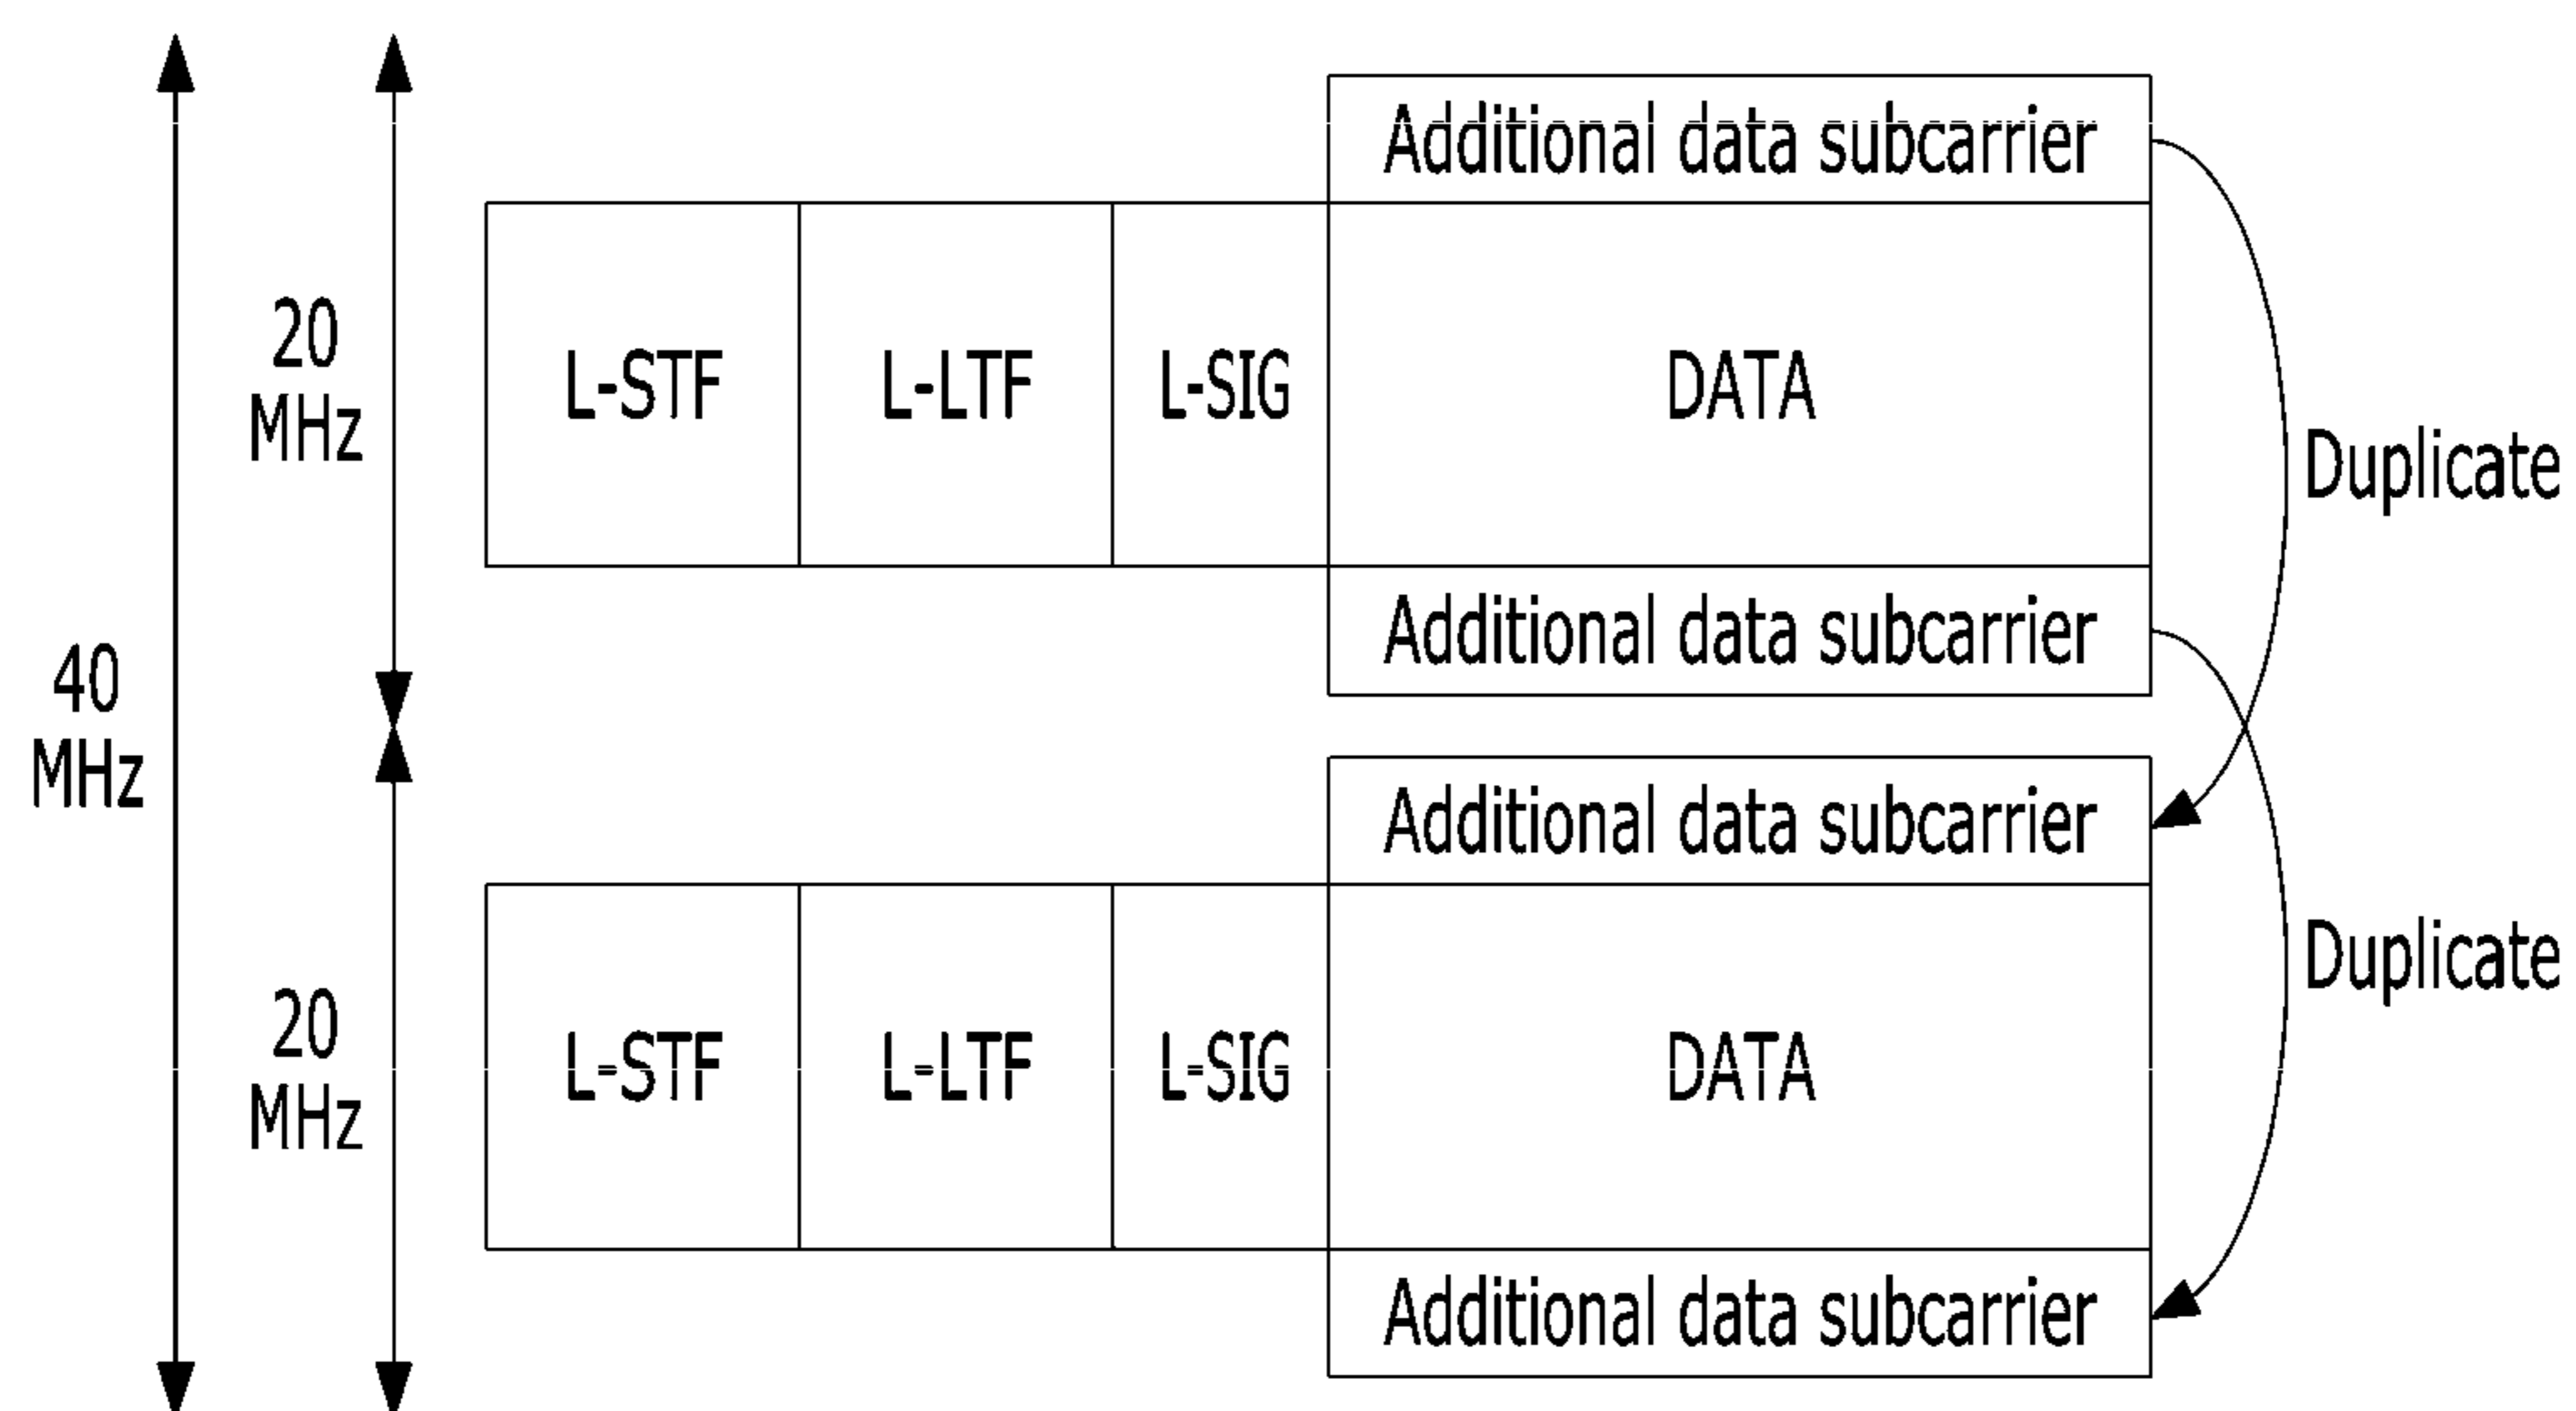 Additional data subcarrier
20
MHz
L-STF L-LTF L-SIG DATA
Duplicate
Additional data subcarrier
40
MHz
Additional data subcarrier
20
MHz
L-STF L-LTF L-SIG DATA
Duplicate
Additional data subcarrier